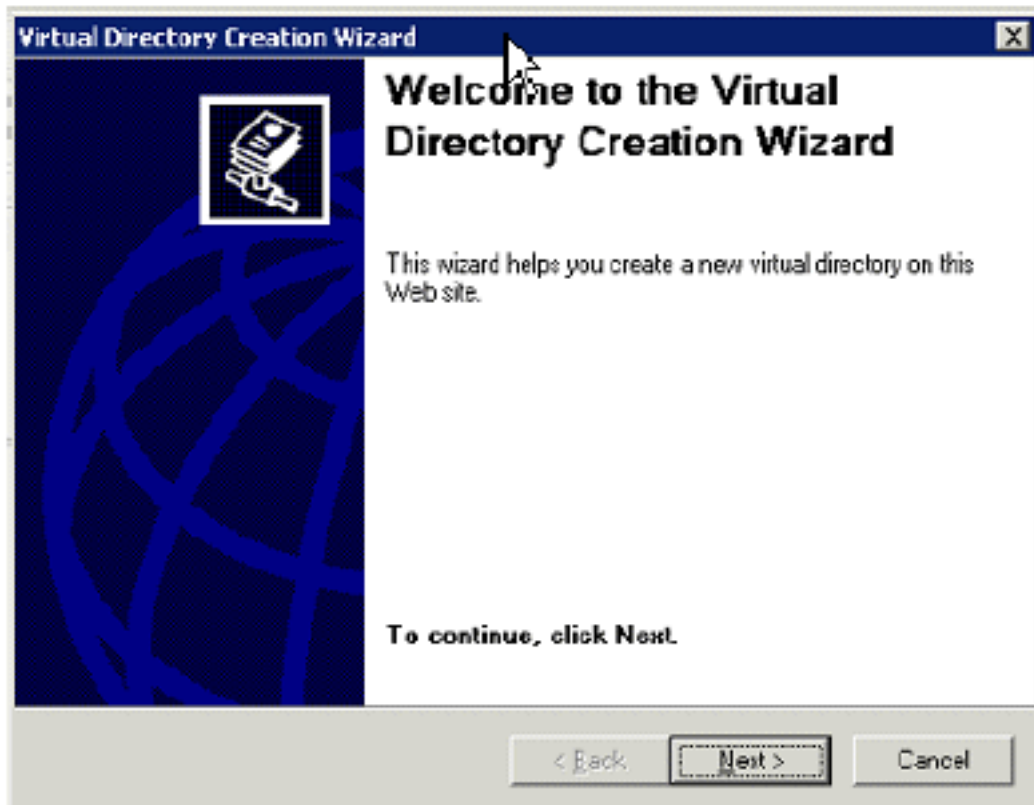 Virtual Directory Creation Wizard
Welcome to the Virtual
Directory Creation Wizard
This wizard helps you create a new virtual directory on this
Web site.
To continue, click Next.
< Back
Next >
Cancel